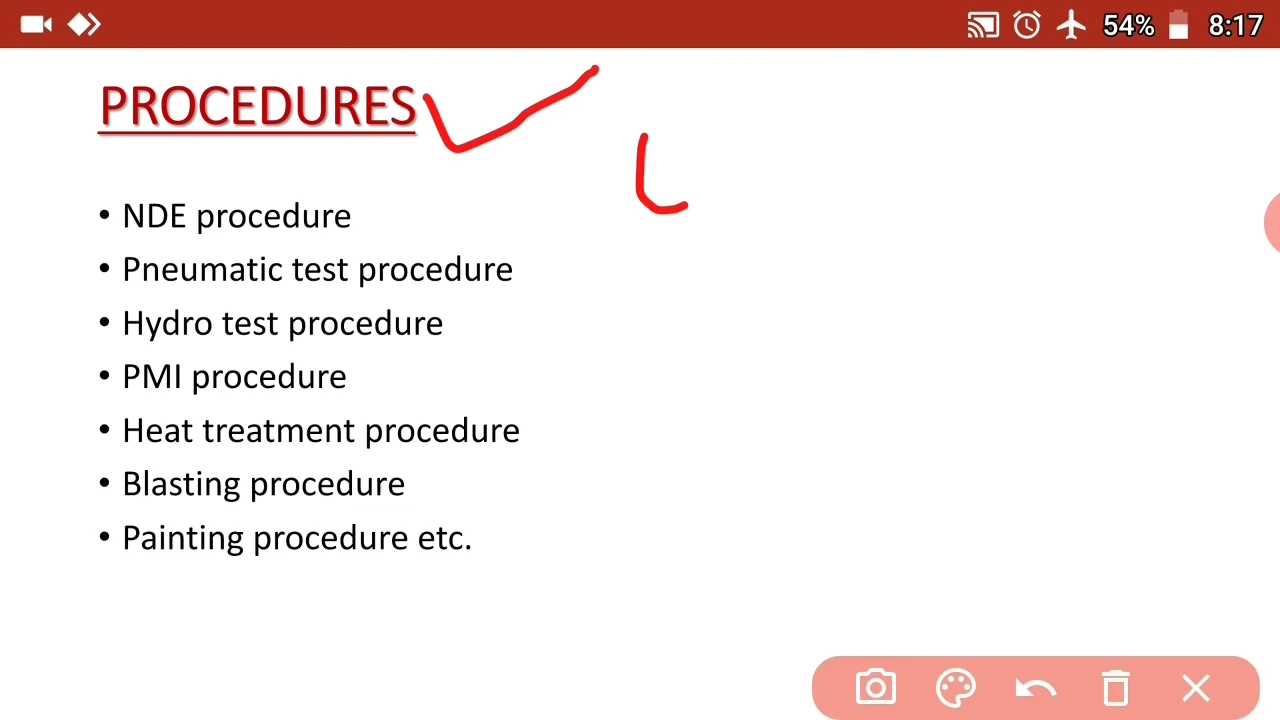 54% 8:17
PROCEDURES
• NDE procedure
• Pneumatic test procedure
• Hydro test procedure
• PMI procedure
• Heat treatment procedure
• Blasting procedure
• Painting procedure etc.